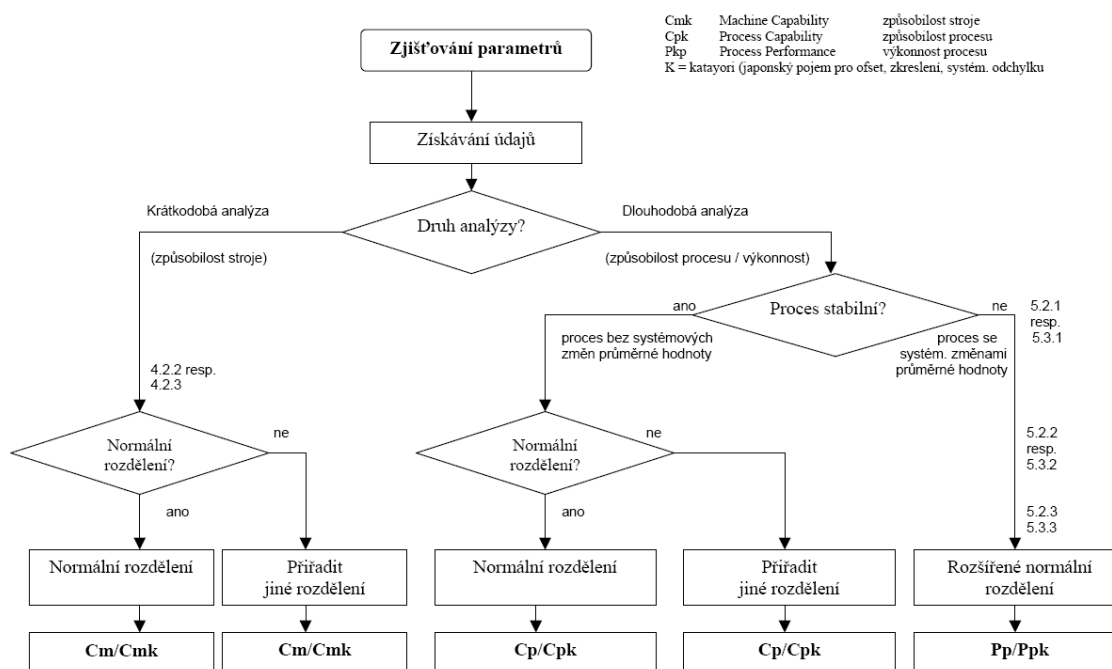 Cmk Machine Capability způsobilost stroje
Cpk Process Capability způsobilost procesu
Pkp Process Performance výkonnost procesu
K = katayori (japonský pojem pro ofset, zkreslení, systém. odchylku
Zjišťování parametrů
Získávání údajů
Druh analýzy?
Krátkodobá analýza
(způsobilost stroje)
Dlouhodobá analýza
(způsobilost procesu / výkonnost)
Proces stabilní?
ano
ne
5.2.1
resp.
5.3.1
proces bez systémových
změn průměrné hodnoty
proces se
systém. změnami
průměrné hodnoty
4.2.2 resp.
4.2.3
Normální
rozdělení?
ne
ano
Normální
rozdělení?
ne
ano
5.2.2
resp.
5.3.2
5.2.3
5.3.3
Normální rozdělení
Přiřadit
jiné rozdělení
Normální rozdělení
Přiřadit
jiné rozdělení
Rozšířené normální
rozdělení
Cm/Cmk
Cm/Cmk
Cp/Cpk
Cp/Cpk
Pp/Ppk